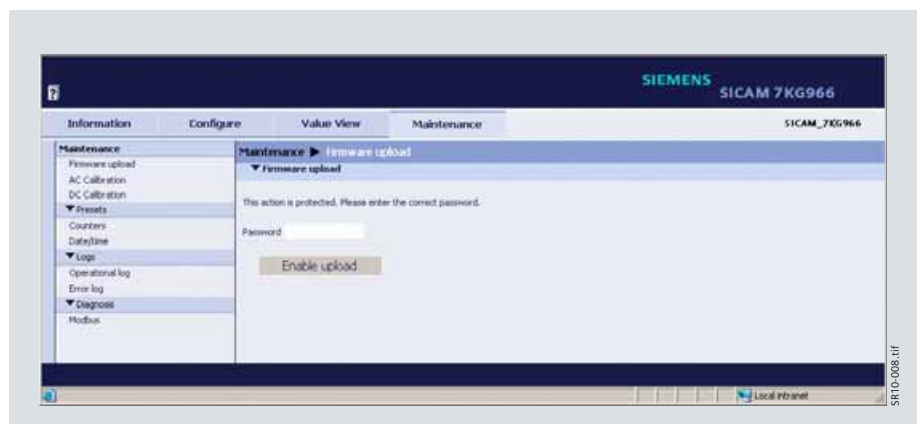 SIEMENS
SICAM 7KG966
?
Information Configure Value View Maintenance SICAM_7KG966
Maintenance
Firmware upload
AC Calibration
DC Calibration
Presets
Counters
Date/time
Logs
Operational log
Error log
Diagnosis
Modbus
Maintenance Firmware upload
Firmware upload
This action is protected. Please enter the correct password.
Password
Enable upload
Local intranet
SR10-008.tif